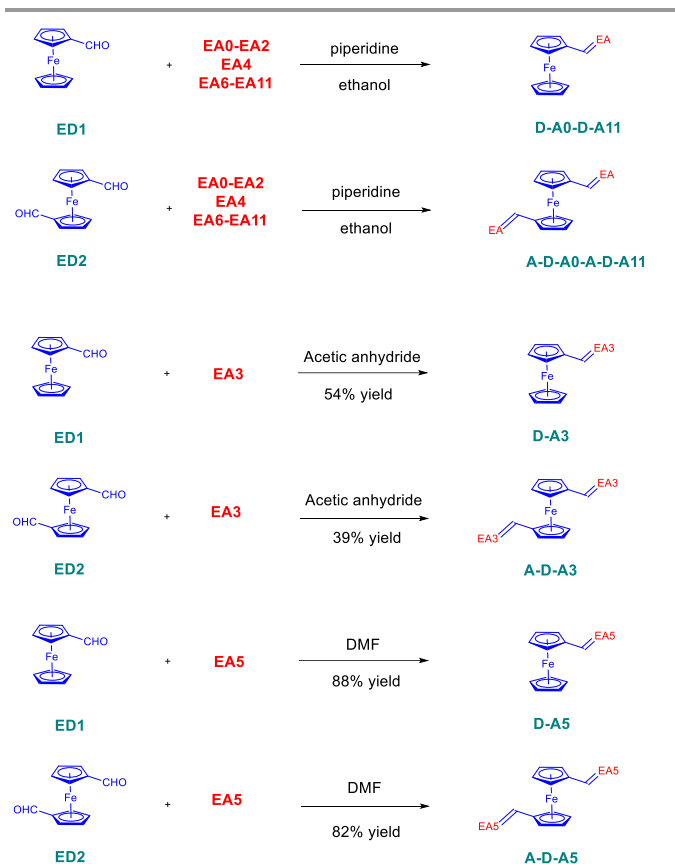 CHO
Fe
+
EA0-EA2
EA4
EA6-EA11
piperidine
ethanol
EA
Fe
ED1
D-A0-D-A11
CHO
Fe
OHC
+
EA0-EA2
EA4
EA6-EA11
piperidine
ethanol
EA
Fe
EA
ED2
A-D-A0-A-D-A11
CHO
Fe
+
EA3
Acetic anhydride
54% yield
EA3
Fe
ED1
D-A3
CHO
Fe
OHC
+
EA3
Acetic anhydride
39% yield
EA3
Fe
EA3
ED2
A-D-A3
CHO
Fe
+
EA5
DMF
88% yield
EA5
Fe
ED1
D-A5
CHO
Fe
OHC
+
EA5
DMF
82% yield
EA5
Fe
EA5
ED2
A-D-A5